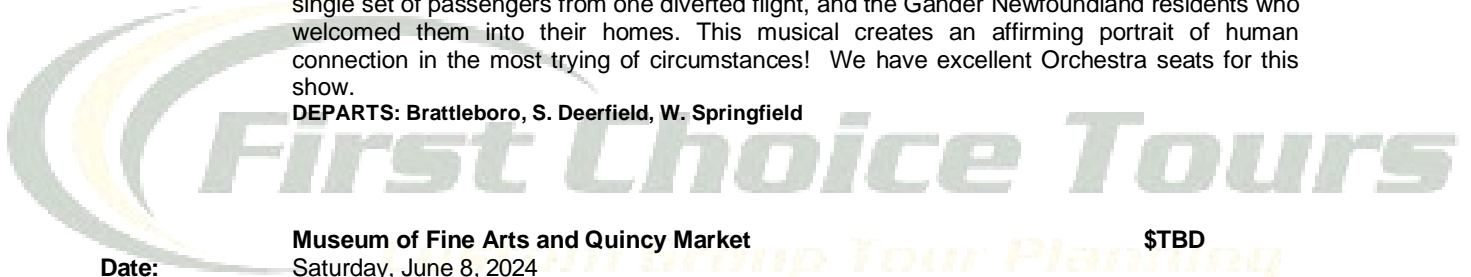 single set of passengers from one diverted flight, and the Gander Newfoundland residents who
welcomed them into their homes. This musical creates an affirming portrait of human
connection in the most trying of circumstances!  We have excellent Orchestra seats for this
show.
DEPARTS: Brattleboro, S. Deerfield, W. Springfield
First Choice Tours
Museum of Fine Arts and Quincy Market $TBD
Group Tour Planning
Date: Saturday, June 8, 2024